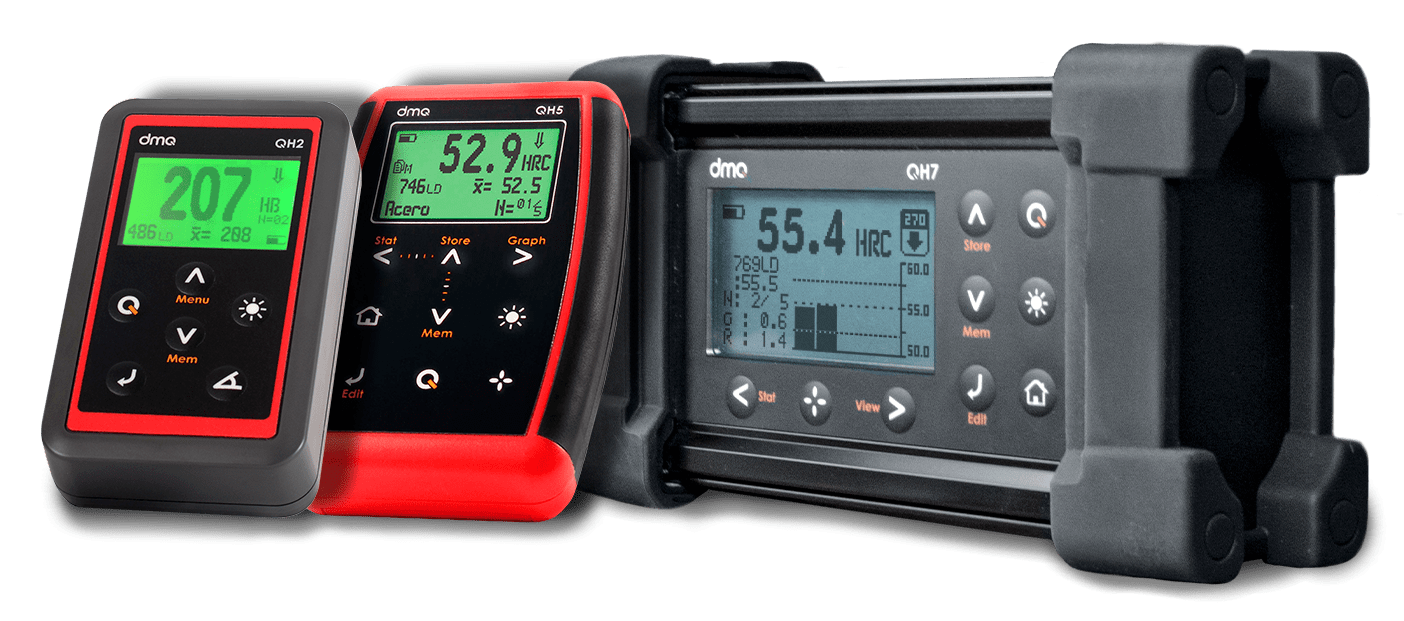 dmq
QH2
207 HB
N=02
486LD x̄= 208
Menu
Mem
dmq QH5
52.9 HRC
M
746LD x̄= 52.5
Acero N=01/5
Stat Store Graph
Mem
Edit
dmq QH7
55.4 HRC
270
769LD
:55.5
N: 2/ 5
G : 0.6
R : 1.4
60.0
55.0
50.0
Store
Mem
Stat View Edit